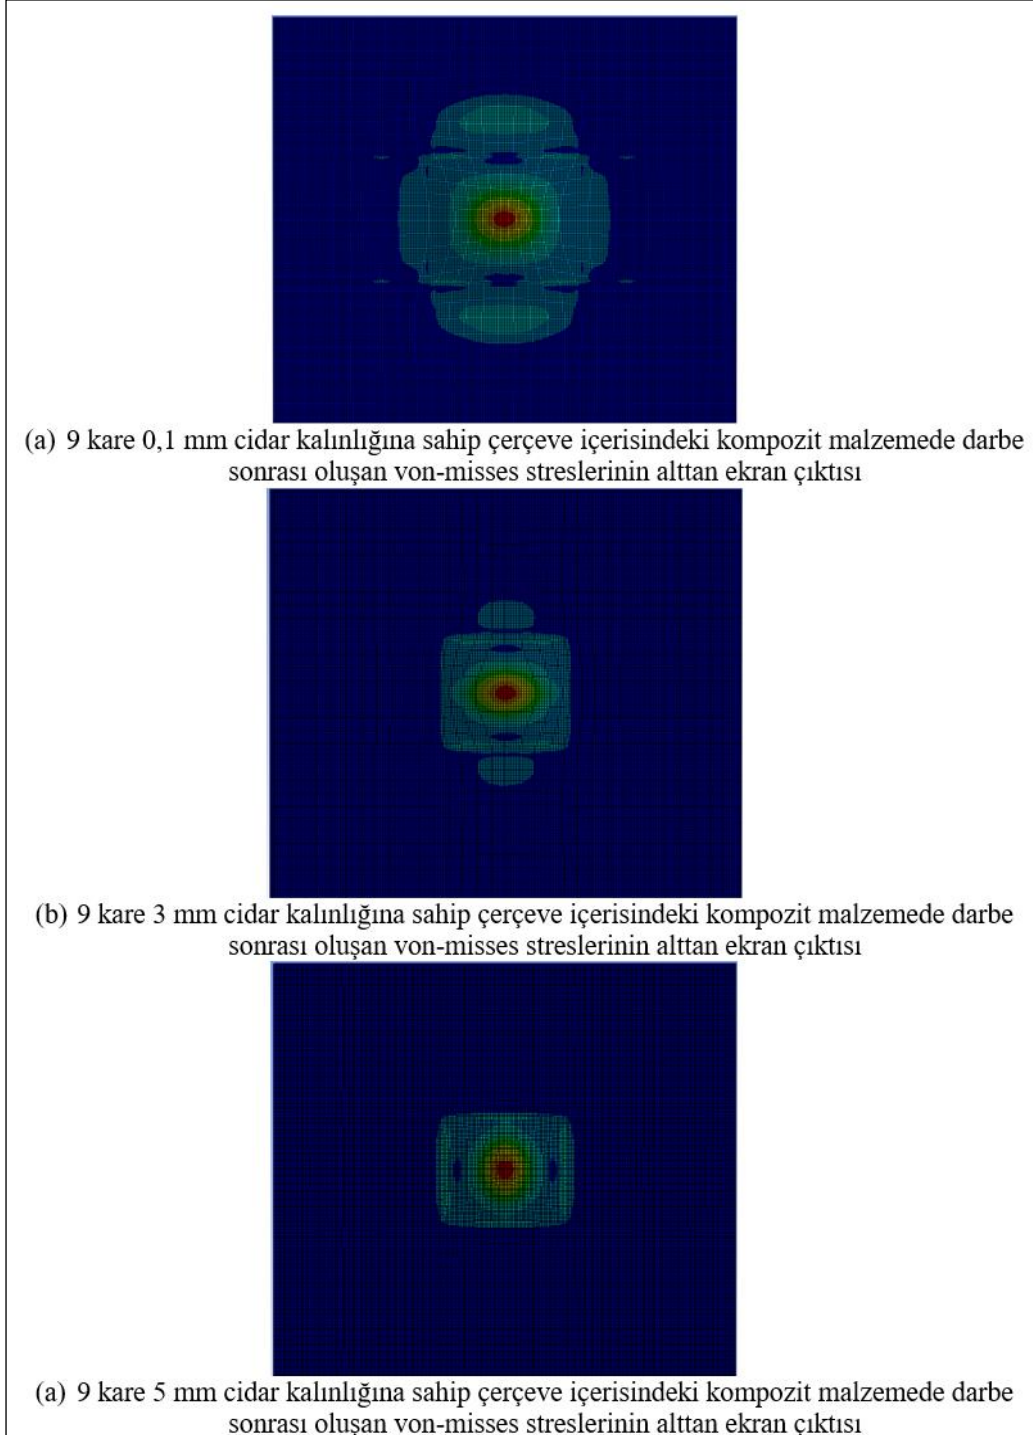 (a) 9 kare 0,1 mm cidar kalınlığına sahip çerçeve içerisindeki kompozit malzemede darbe
sonrası oluşan von-misses streslerinin alttan ekran çıktısı
(b) 9 kare 3 mm cidar kalınlığına sahip çerçeve içerisindeki kompozit malzemede darbe
sonrası oluşan von-misses streslerinin alttan ekran çıktısı
(a) 9 kare 5 mm cidar kalınlığına sahip çerçeve içerisindeki kompozit malzemede darbe
sonrası oluşan von-misses streslerinin alttan ekran çıktısı